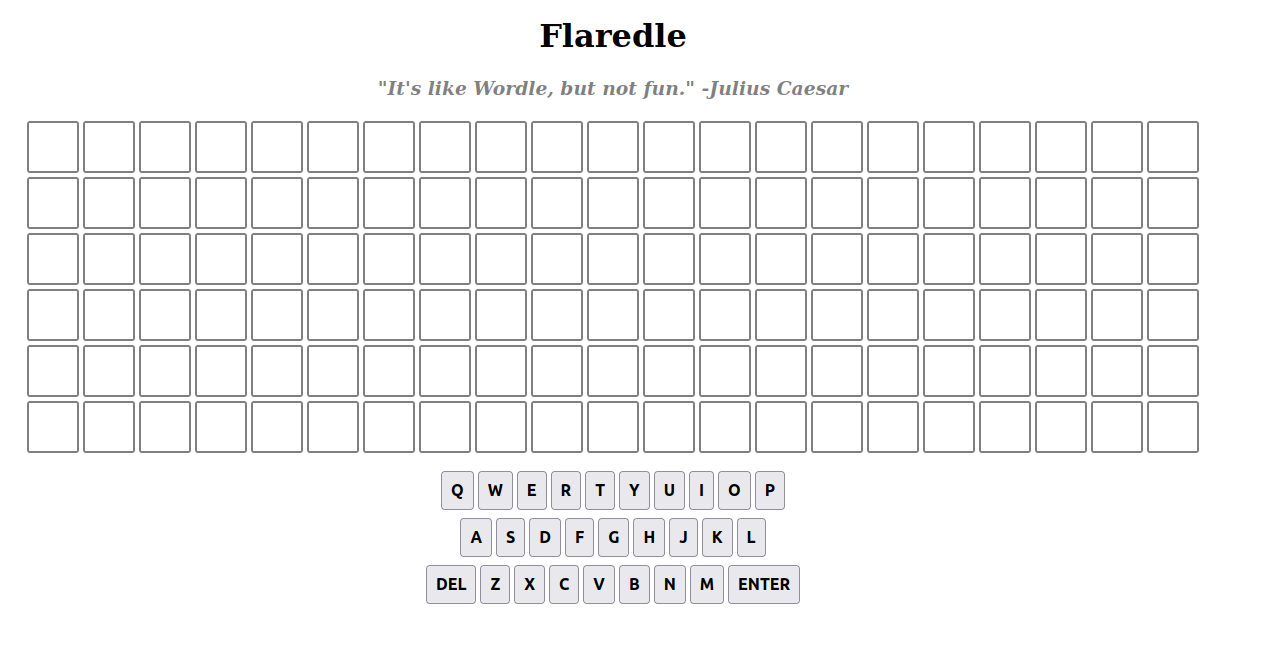 Flaredle
"It's like Wordle, but not fun." -Julius Caesar
Q W E R T Y U I O P
A S D F G H J K L
DEL Z X C V B N M ENTER